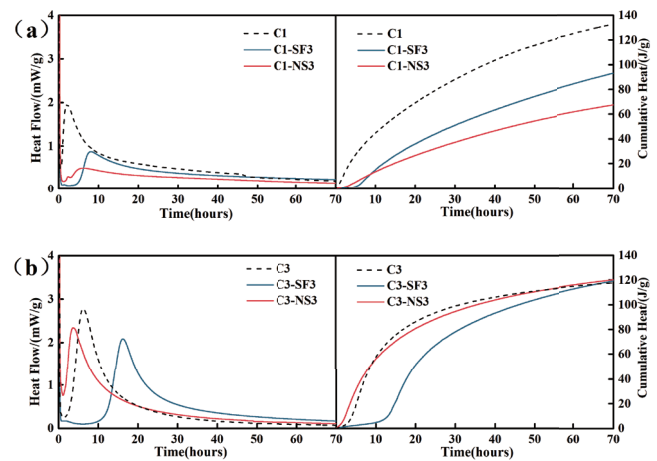 (a)
4
3
2
1
0
Heat Flow/(mW/g)
C1
C1-SF3
C1-NS3
0 10 20 30 40 50 60 70
Time(hours)
C1
C1-SF3
C1-NS3
0 10 20 30 40 50 60 70
Time(hours)
140
120
100
80
60
40
20
0
Cumulative Heat/(J/g)
(b)
4
3
2
1
0
Heat Flow/(mW/g)
C3
C3-SF3
C3-NS3
0 10 20 30 40 50 60 70
Time(hours)
C3
C3-SF3
C3-NS3
0 10 20 30 40 50 60 70
Time(hours)
140
120
100
80
60
40
20
0
Cumulative Heat/(J/g)